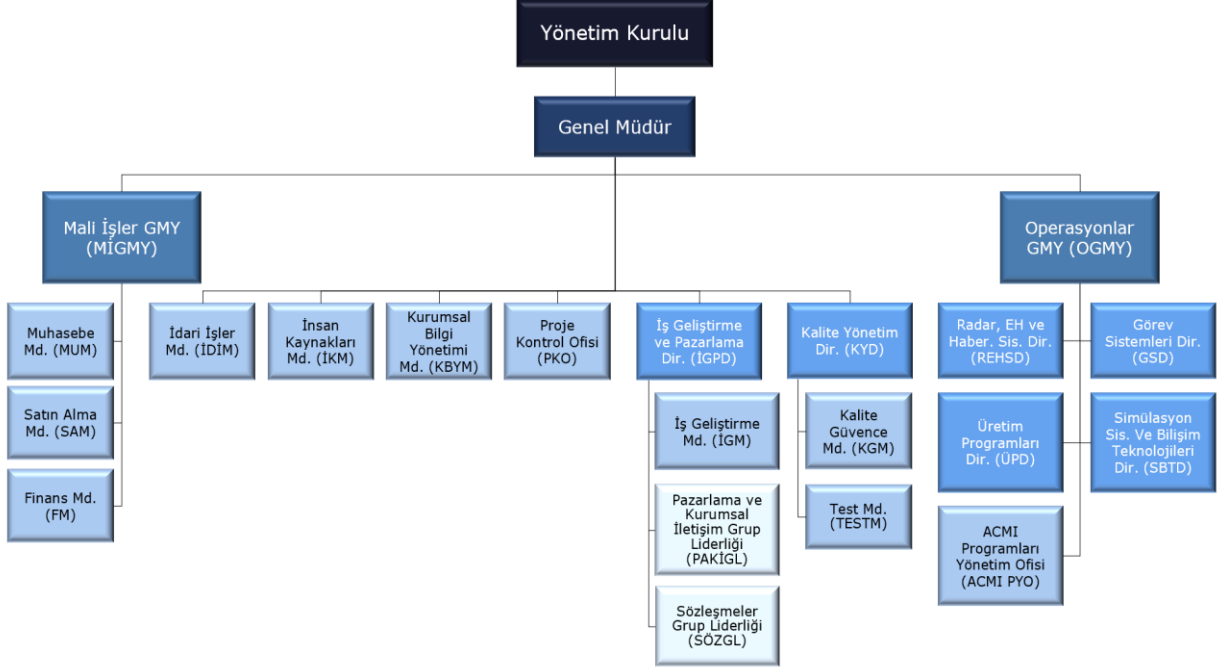 Yönetim Kurulu
Genel Müdür
Mali İşler GMY
(MİGMY)
Operasyonlar
GMY (OGMY)
Muhasebe
Md. (MUM)
İdari İşler
Md. (İDİM)
İnsan
Kaynakları
Md. (İKM)
Kurumsal
Bilgi
Yönetimi
Md. (KBYM)
Proje
Kontrol Ofisi
(PKO)
İş Geliştirme
ve Pazarlama
Dir. (İGPD)
Kalite Yönetim
Dir. (KYD)
Radar, EH ve
Haber. Sis. Dir.
(REHSD)
Görev
Sistemleri Dir.
(GSD)
Satın Alma
Md. (SAM)
İş Geliştirme
Md. (İGM)
Kalite
Güvence
Md. (KGM)
Üretim
Programları
Dir. (ÜPD)
Simülasyon
Sis. Ve Bilişim
Teknolojileri
Dir. (SBTD)
Finans Md.
(FM)
Pazarlama ve
Kurumsal
İletişim Grup
Liderliği
(PAKİGL)
Test Md.
(TESTM)
ACMI
Programları
Yönetim Ofisi
(ACMI PYO)
Sözleşmeler
Grup Liderliği
(SÖZGL)